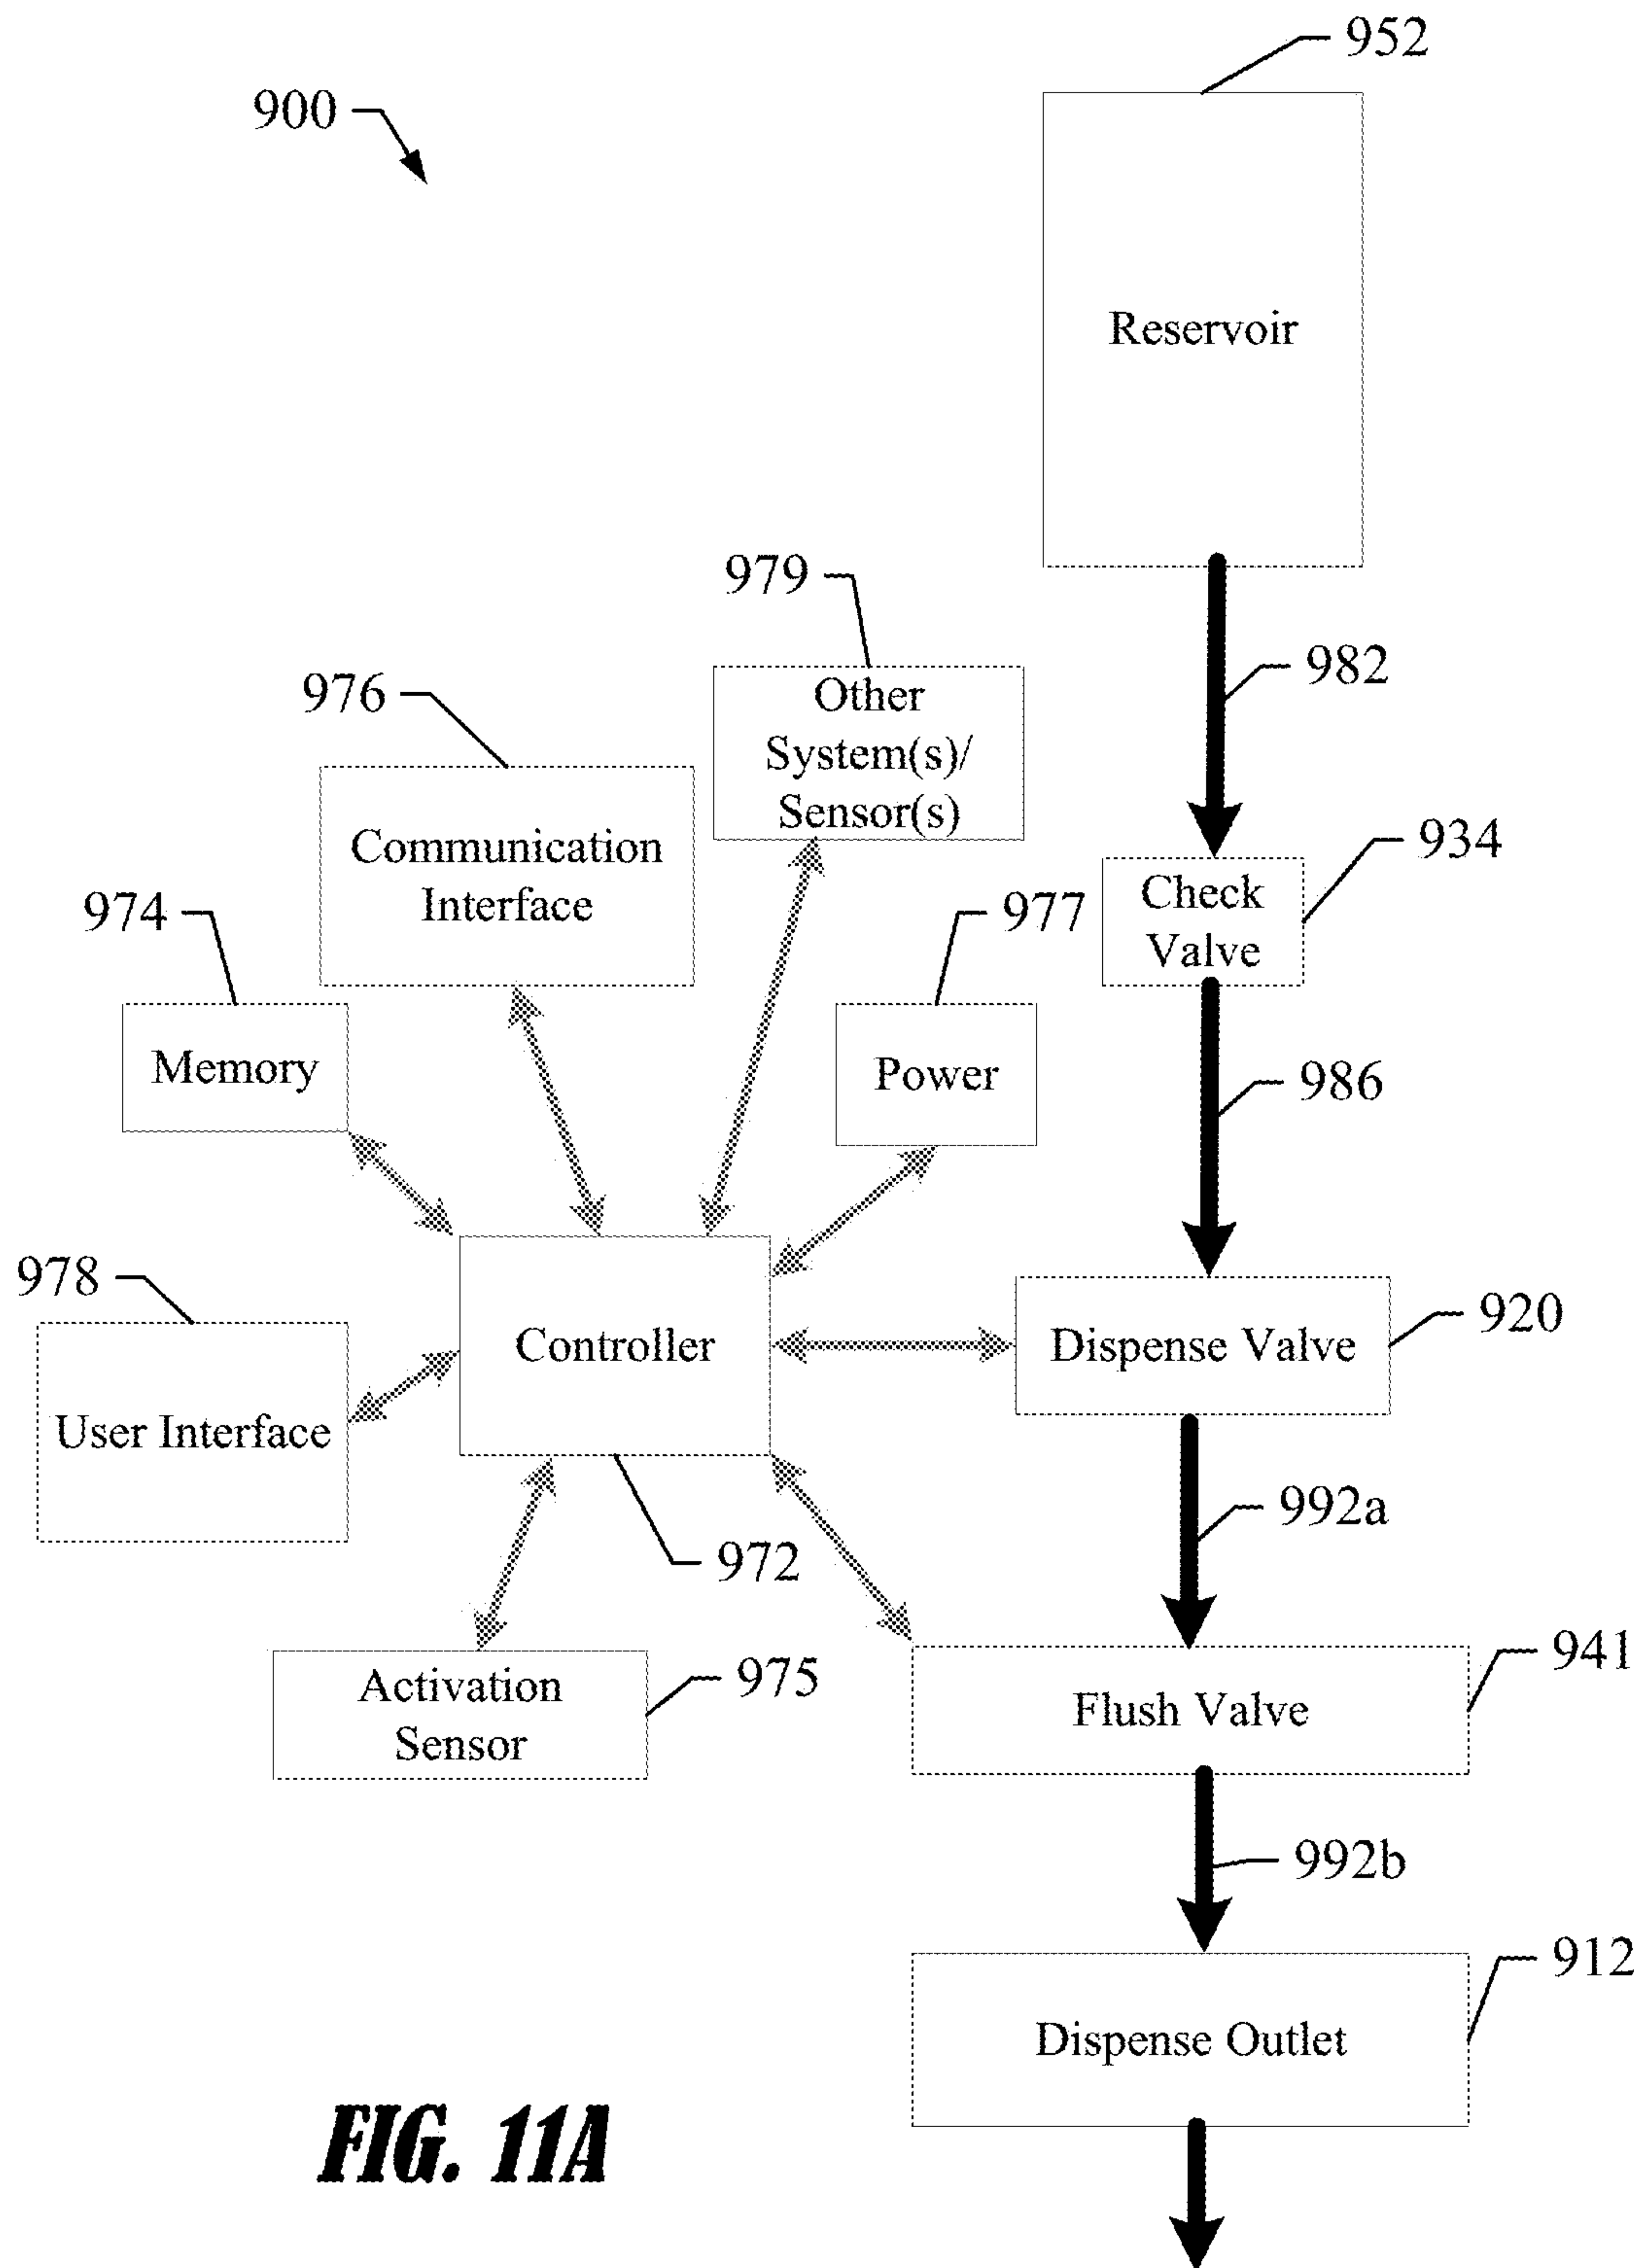 952
900
Reservoir
979
982
976
Other
System(s)/
Sensor(s)
934
Communication
Interface
Check
Valve
974
977
Memory
Power
986
978
920
Controller
Dispense Valve
User Interface
992a
972
941
975
Activation
Sensor
Flush Valve
992b
912
Dispense Outlet
FIG. 11A